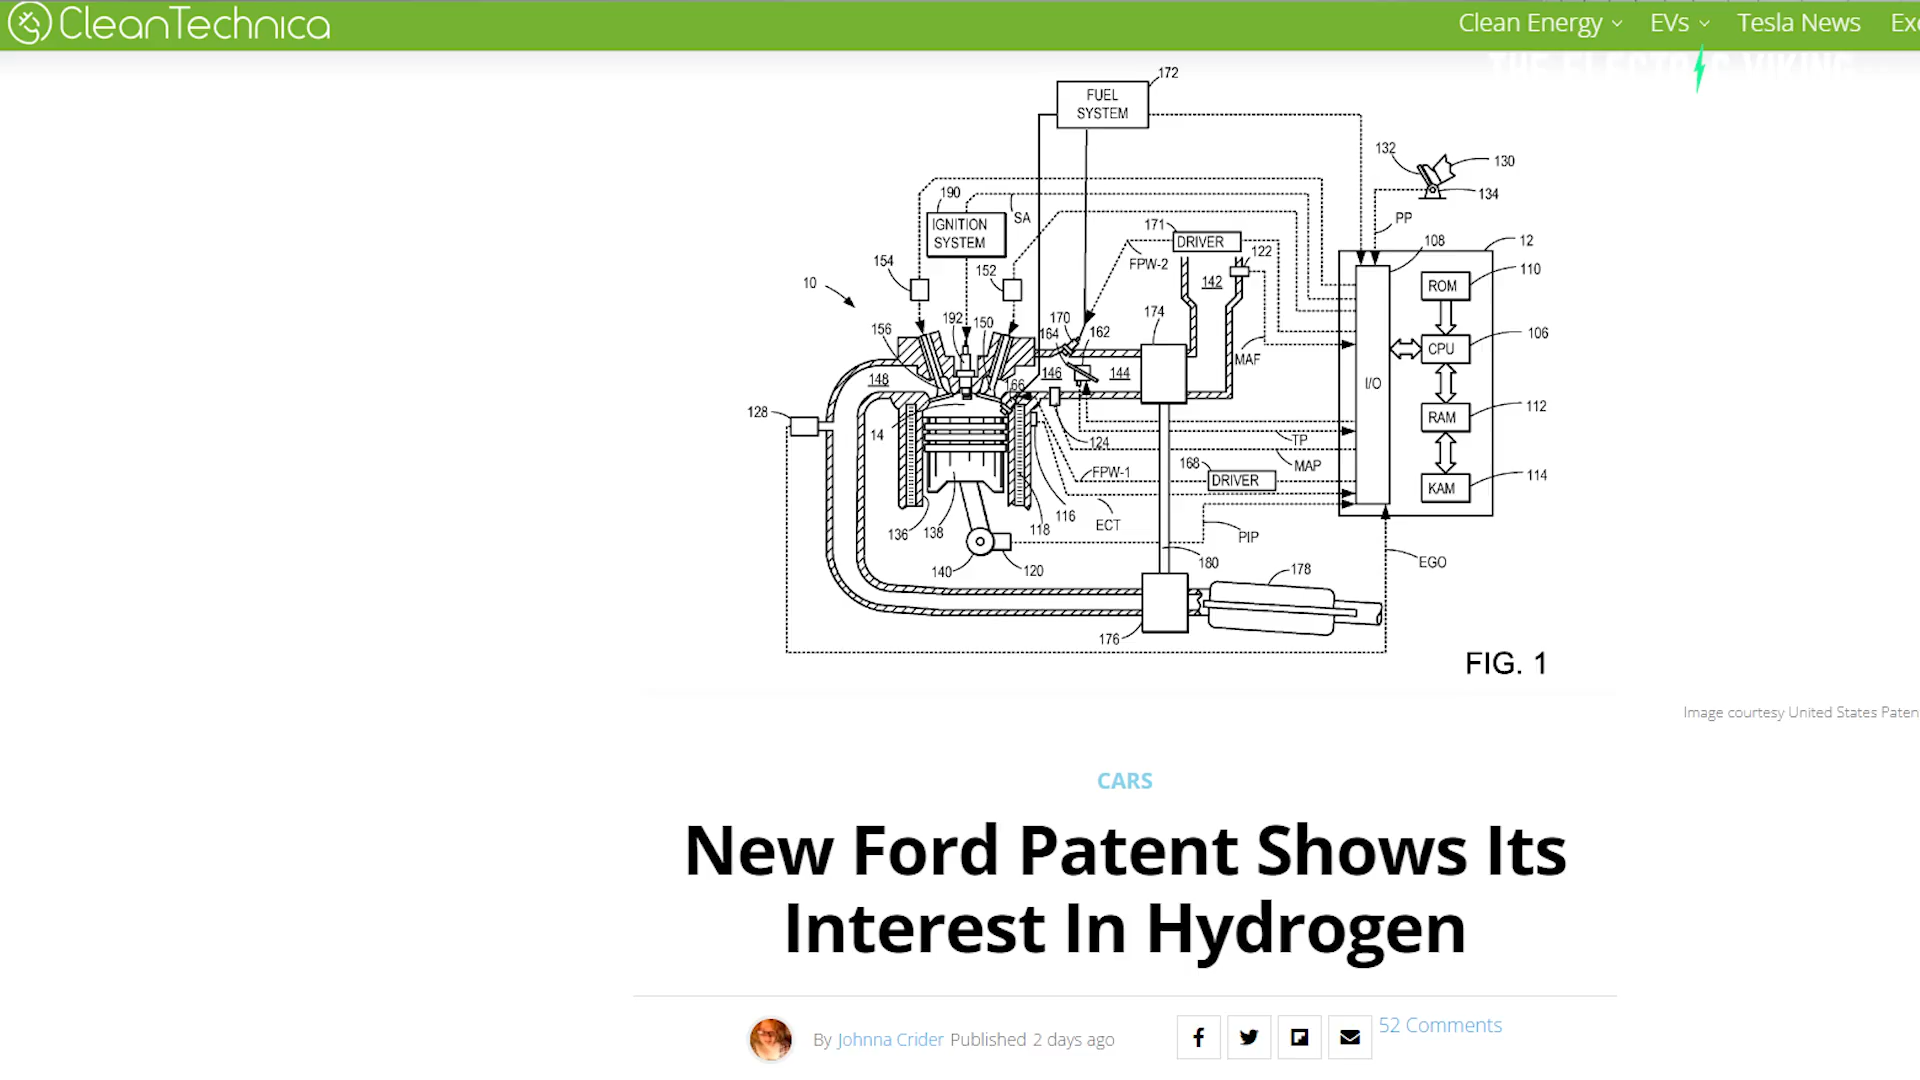 CleanTechnica
Clean Energy EVs Tesla News
172
FUEL
SYSTEM
132
130
134
190
SA
PP
IGNITION
SYSTEM
171
DRIVER
108
12
FPW-2
122
154
152
110
10
142
ROM
192
150
170
174
156
164
162
106
CPU
MAF
146
144
148
166
I/O
128
112
RAM
14
124
TP
FPW-1
168
MAP
DRIVER
114
KAM
116
ECT
136
138
118
PIP
140
120
180
178
EGO
176
FIG. 1
Image courtesy United States
CARS
New Ford Patent Shows Its
Interest In Hydrogen
By Johnna Crider Published 2 days ago
52 Comments